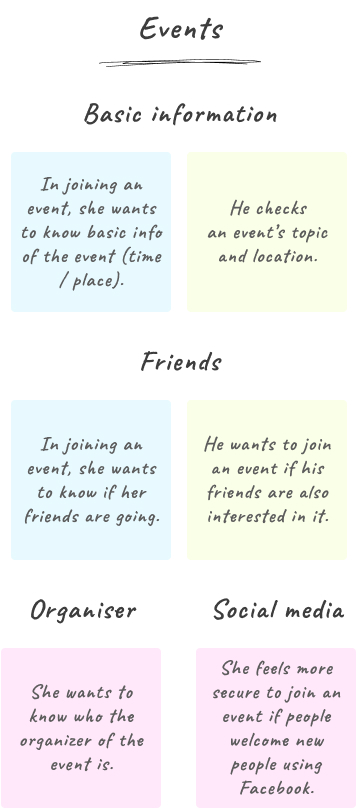 Events
Basic information
In joining an
event, she wants
to know basic info
of the event (time
/ place).
He checks
an event's topic
and location.
Friends
In joining an
event, she wants
to know if her
friends are going.
He wants to join
an event if his
friends are also
interested in it.
Organiser
She wants to
know who the
organizer of the
event is.
Social media
She feels more
secure to join an
event if people
welcome new
people using
Facebook.